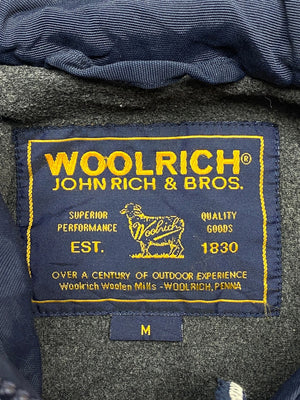 WOOLRICH®
JOHN RICH & BROS.
SUPERIOR PERFORMANCE
QUALITY GOODS
Woolrich
EST. 1830
OVER A CENTURY OF OUTDOOR EXPERIENCE
Woolrich Woolen Mills - WOOLRICH, PENNA
M